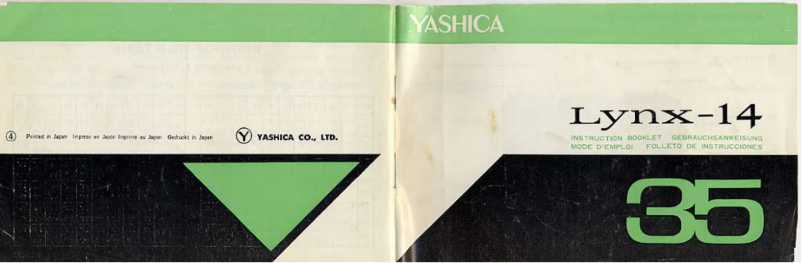 YASHICA
Lynx-14
INSTRUCTION BOOKLET GEBRAUCHSANWEISUNG
MODE D'EMPLOI FOLLETO DE INSTRUCCIONES
35
④ Printed in Japan Impreso en Japón Imprimé au Japon Gedruckt in Japan
Y YASHICA CO., LTD.